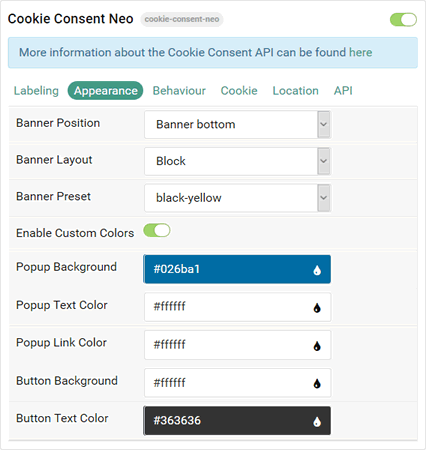 Cookie Consent Neo cookie-consent-neo
More information about the Cookie Consent API can be found here
Labeling Appearance Behaviour Cookie Location API
Banner Position Banner bottom
Banner Layout Block
Banner Preset black-yellow
Enable Custom Colors
Popup Background #026ba1
Popup Text Color #ffffff
Popup Link Color #ffffff
Button Background #ffffff
Button Text Color #363636